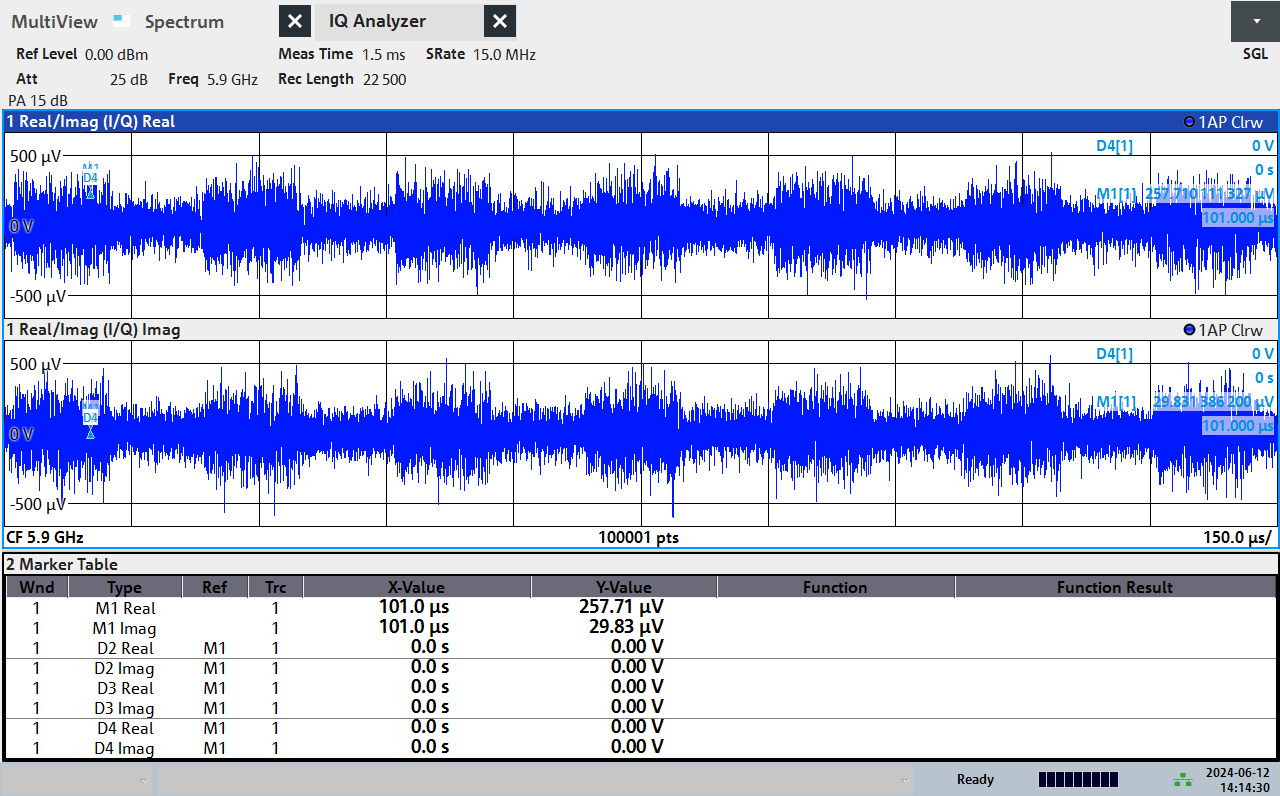 MultiView Spectrum IQ Analyzer
Ref Level 0.00 dBm Meas Time 1.5 ms SRate 15.0 MHz SGL
Att 25 dB Freq 5.9 GHz Rec Length 22 500
PA 15 dB
1 Real/Imag (I/Q) Real 1AP Clrw
500 µV
M1
D4
0 V
-500 µV
D4[1] 0 V
0 s
M1[1] 257.710 111 327 µV
101.000 µs
1 Real/Imag (I/Q) Imag 1AP Clrw
500 µV
M1
D4
0 V
-500 µV
D4[1] 0 V
0 s
M1[1] 29.831 386 200 µV
101.000 µs
CF 5.9 GHz 100001 pts 150.0 µs/
2 Marker Table
Wnd Type Ref Trc X-Value Y-Value Function Function Result
1 M1 Real 1 101.0 µs 257.71 µV
1 M1 Imag 1 101.0 µs 29.83 µV
1 D2 Real M1 1 0.0 s 0.00 V
1 D2 Imag M1 1 0.0 s 0.00 V
1 D3 Real M1 1 0.0 s 0.00 V
1 D3 Imag M1 1 0.0 s 0.00 V
1 D4 Real M1 1 0.0 s 0.00 V
1 D4 Imag M1 1 0.0 s 0.00 V
Ready 2024-06-12
14:14:30